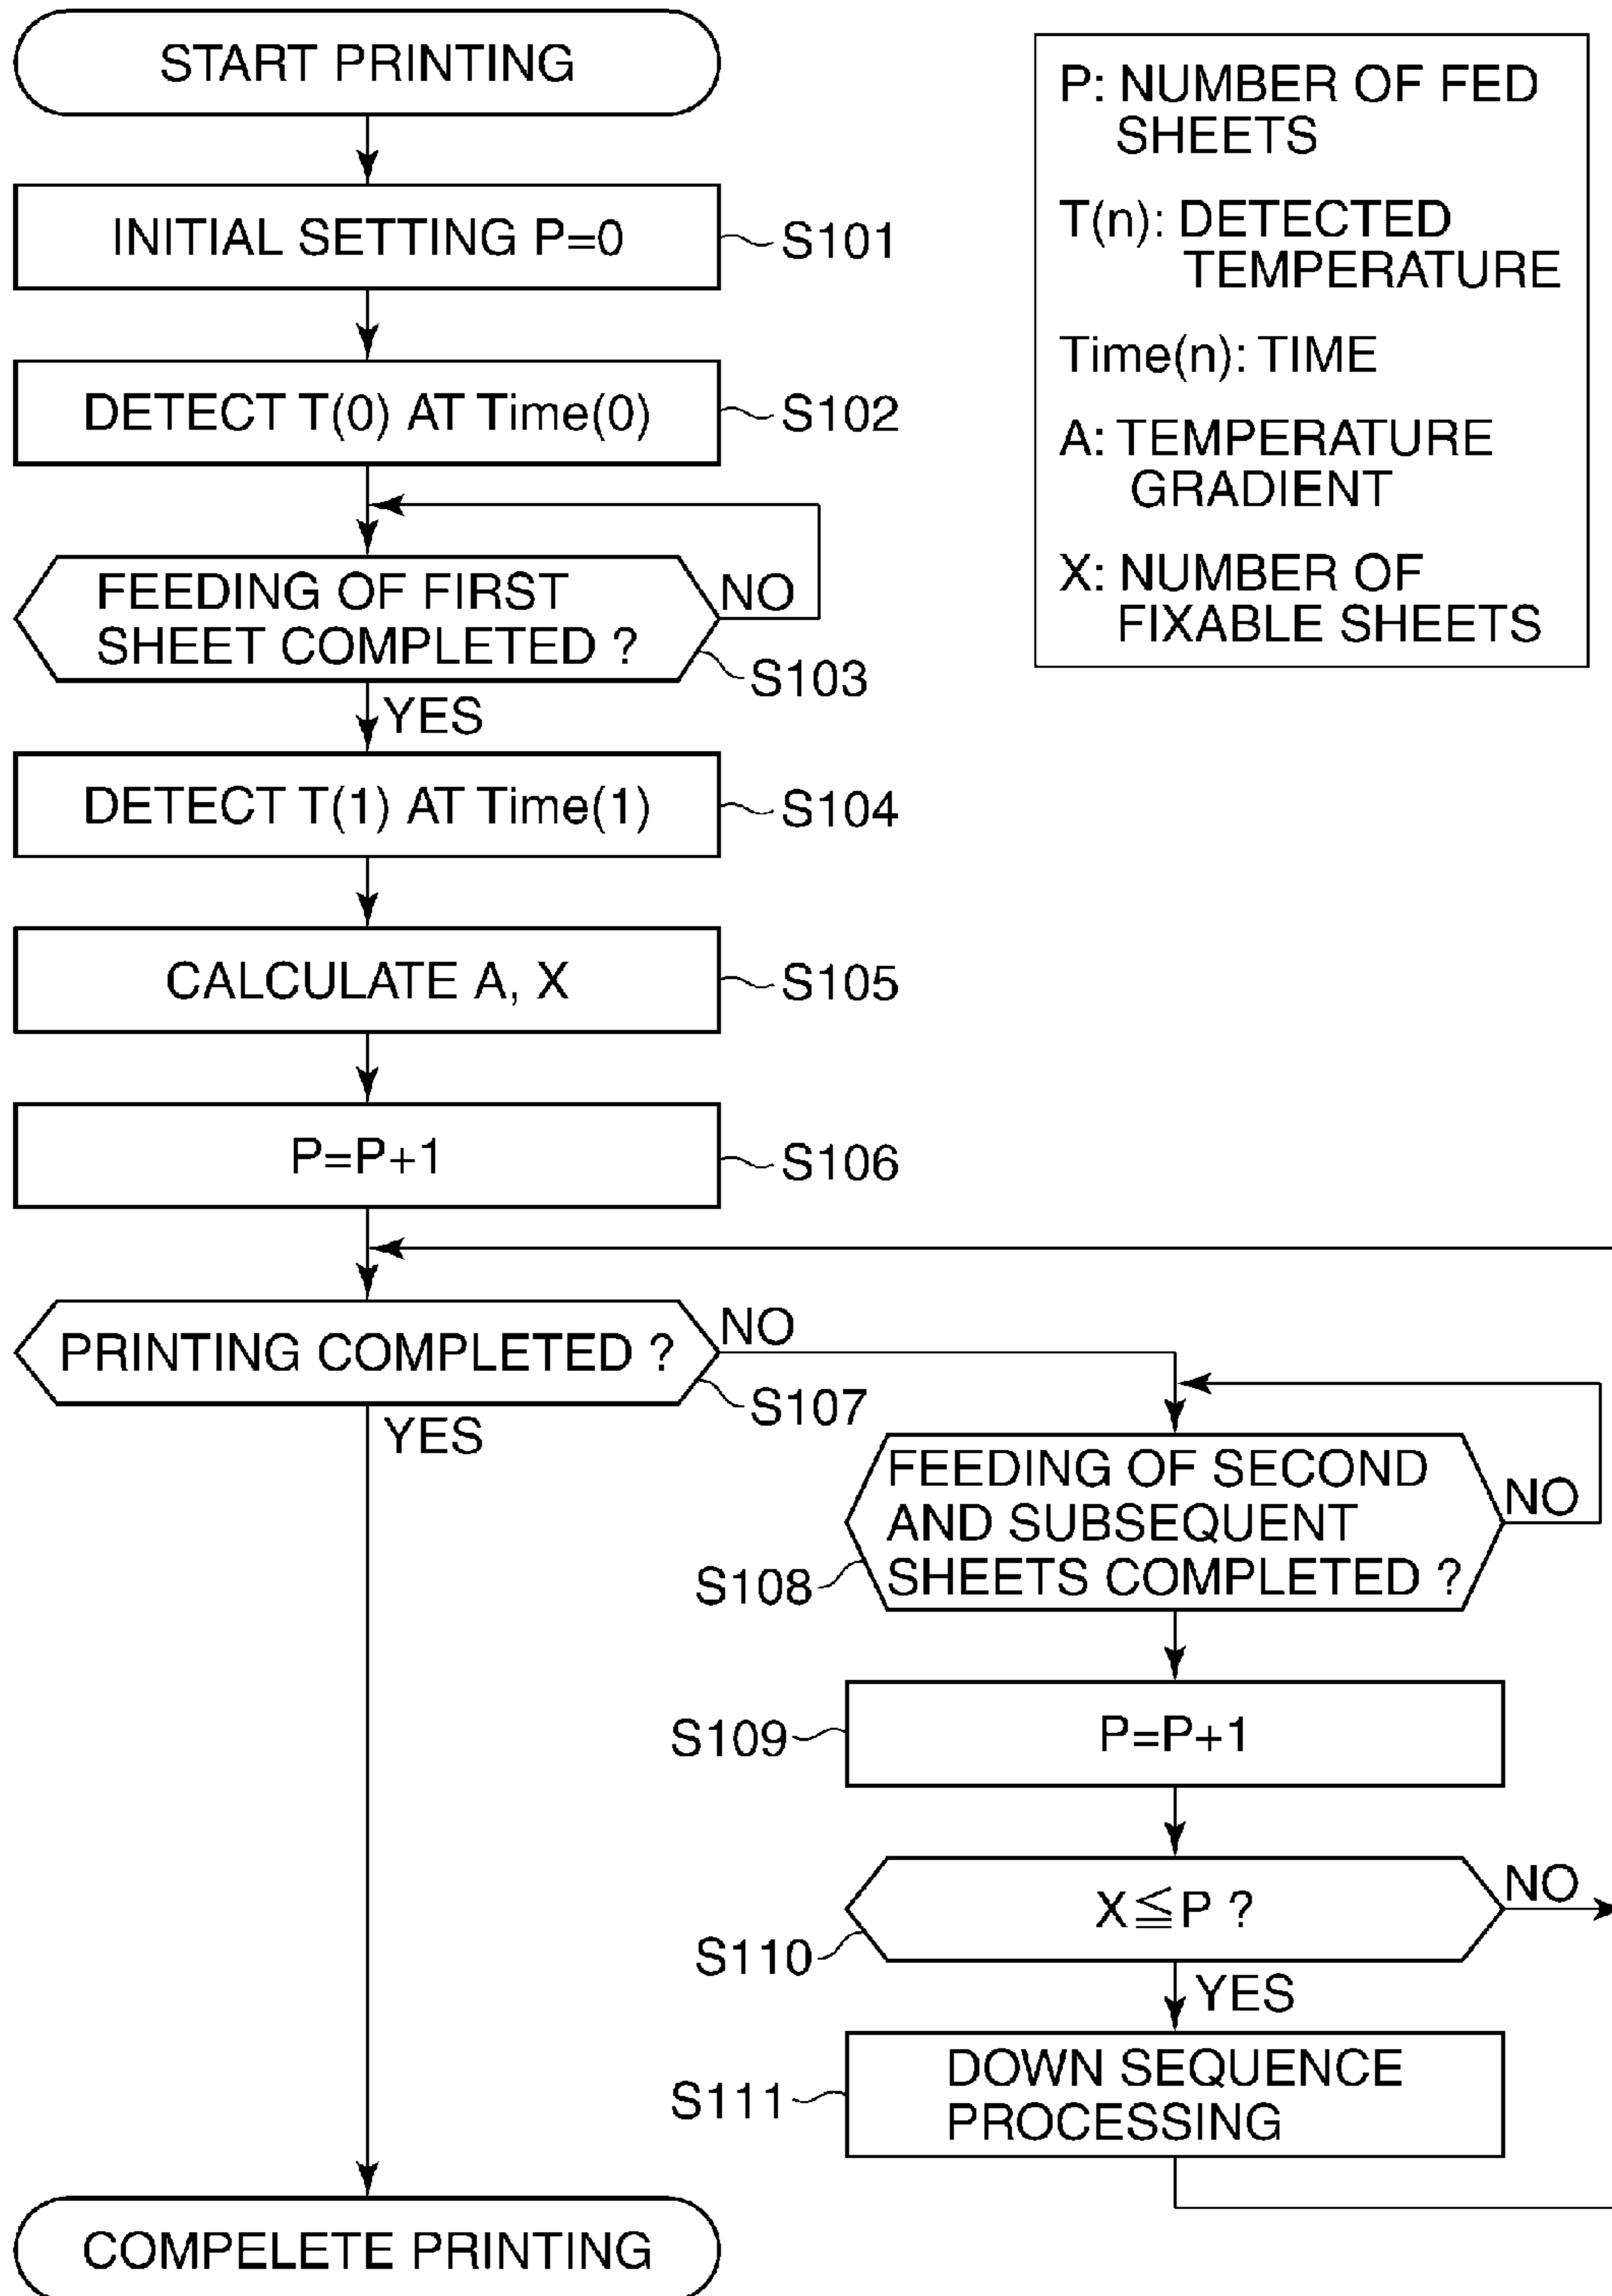 START PRINTING
INITIAL SETTING P=0
S101
DETECT T(0) AT Time(0)
S102
FEEDING OF FIRST
SHEET COMPLETED ?
NO
S103
YES
DETECT T(1) AT Time(1)
S104
CALCULATE A, X
S105
P=P+1
S106
PRINTING COMPLETED ?
NO
S107
YES
FEEDING OF SECOND
AND SUBSEQUENT
SHEETS COMPLETED ?
NO
S108
P=P+1
S109
X≦P ?
NO
S110
YES
DOWN SEQUENCE
PROCESSING
S111
COMPELETE PRINTING
P: NUMBER OF FED
SHEETS
T(n): DETECTED
TEMPERATURE
Time(n): TIME
A: TEMPERATURE
GRADIENT
X: NUMBER OF
FIXABLE SHEETS